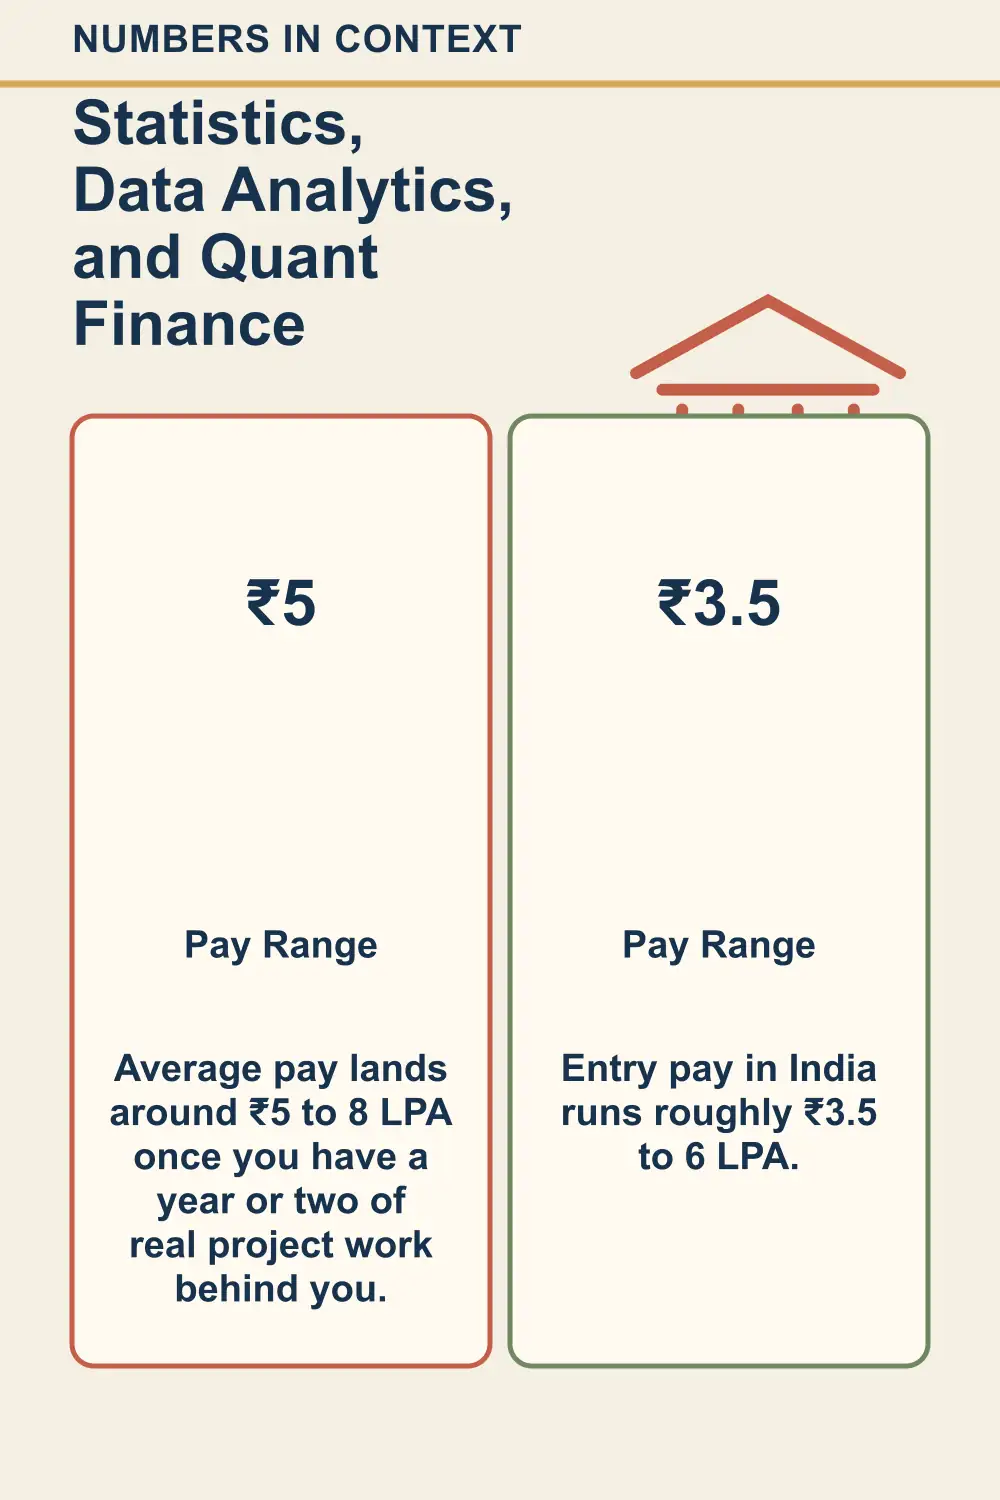 NUMBERS IN CONTEXT
Statistics,
Data Analytics,
and Quant
Finance
₹5
Pay Range
Average pay lands
around ₹5 to 8 LPA
once you have a
year or two of
real project work
behind you.
₹3.5
Pay Range
Entry pay in India
runs roughly ₹3.5
to 6 LPA.